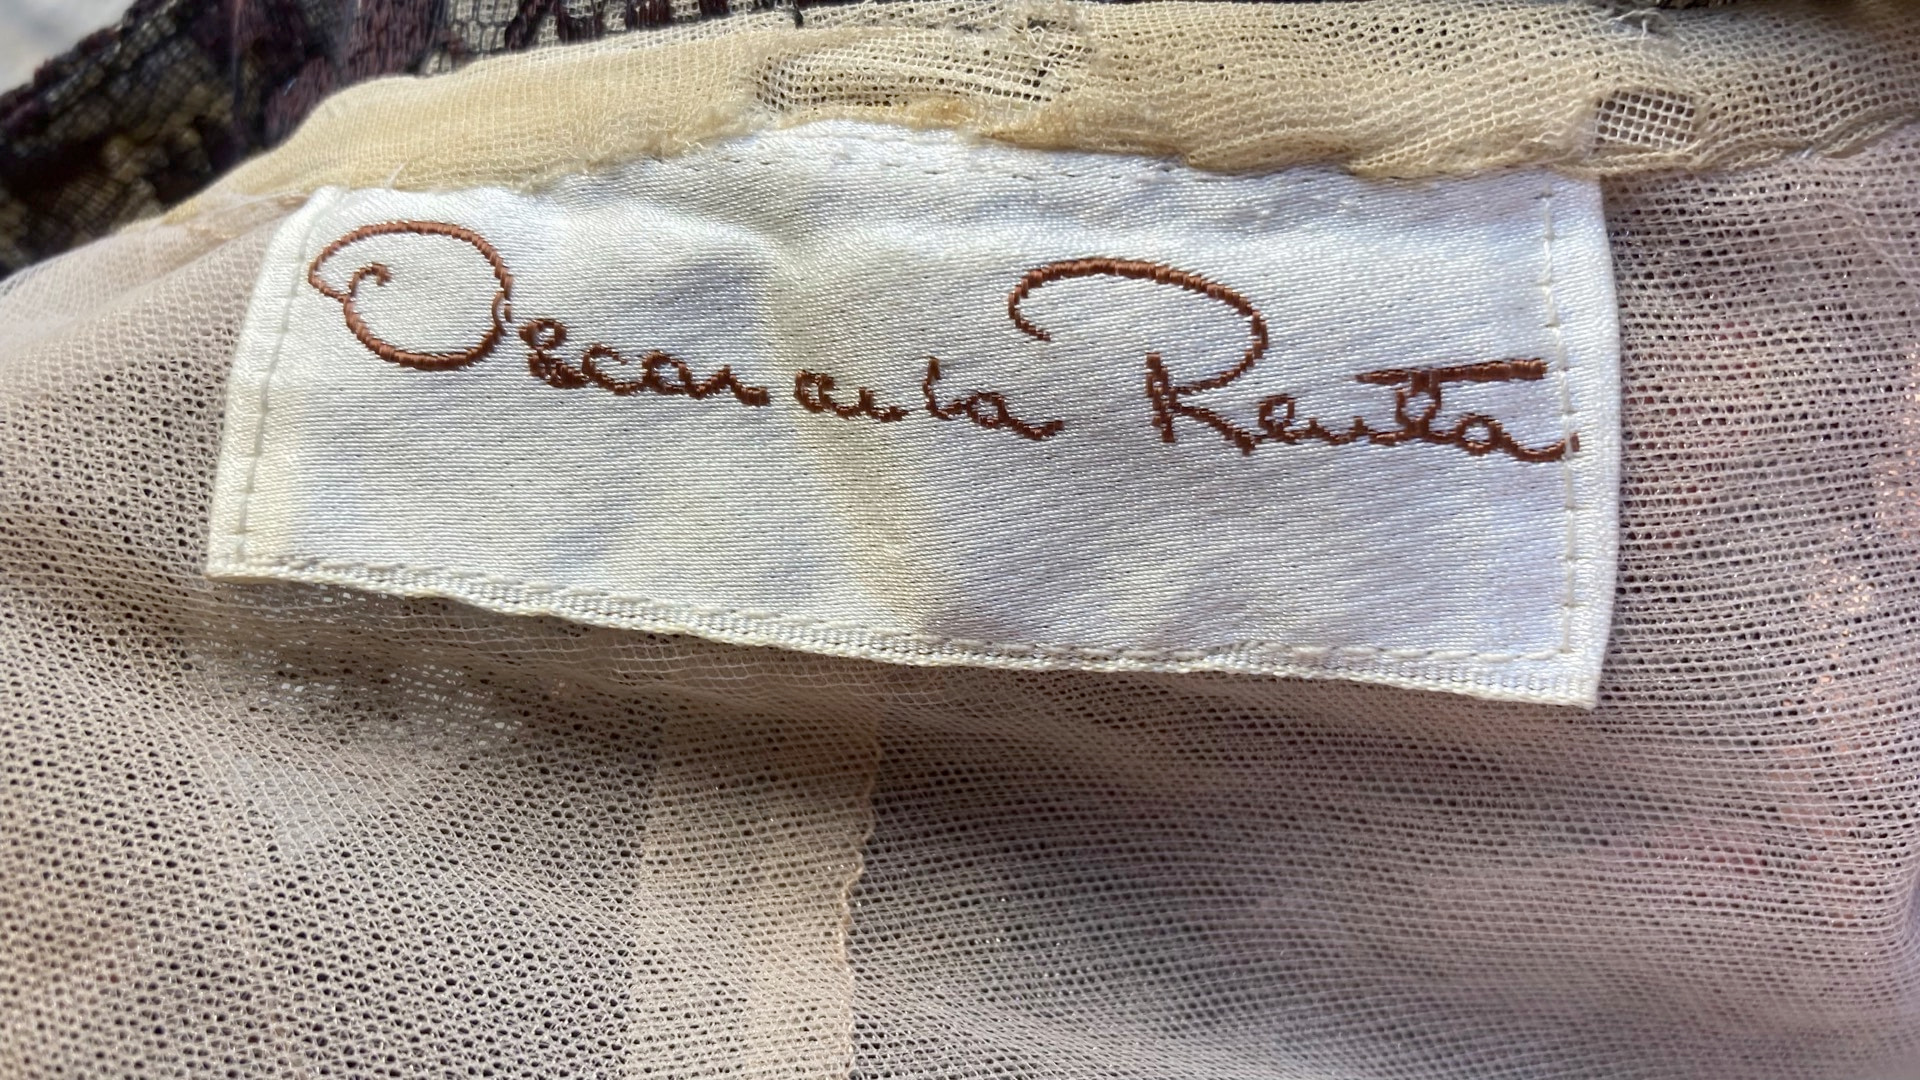 Oscar de la Renta